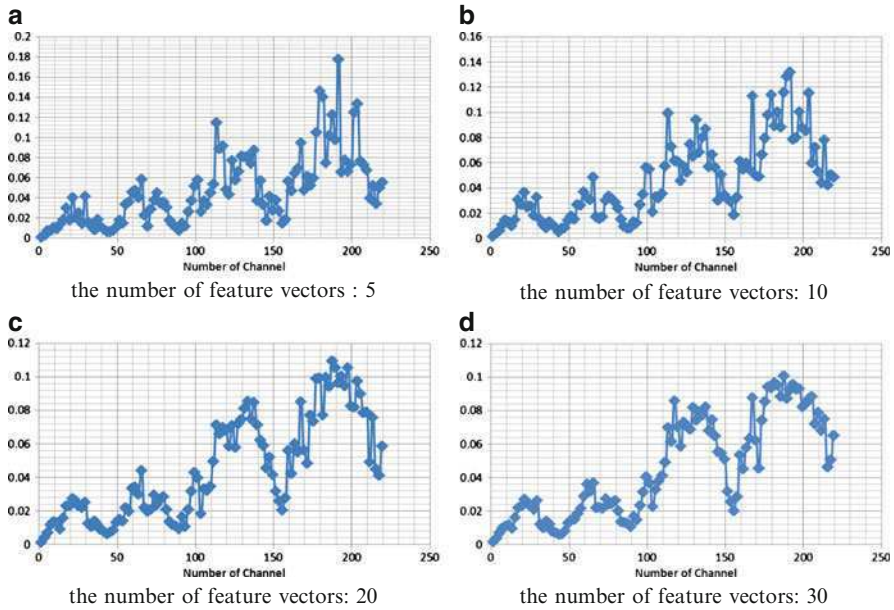 a
0.2
0.18
0.16
0.14
0.12
0.1
0.08
0.06
0.04
0.02
0
0 50 100 150 200 250
Number of Channel
the number of feature vectors : 5
b
0.16
0.14
0.12
0.1
0.08
0.06
0.04
0.02
0
0 50 100 150 200 250
Number of Channel
the number of feature vectors: 10
c
0.12
0.1
0.08
0.06
0.04
0.02
0
0 50 100 150 200 250
Number of Channel
the number of feature vectors: 20
d
0.12
0.1
0.08
0.06
0.04
0.02
0
0 50 100 150 200 250
Number of Channel
the number of feature vectors: 30